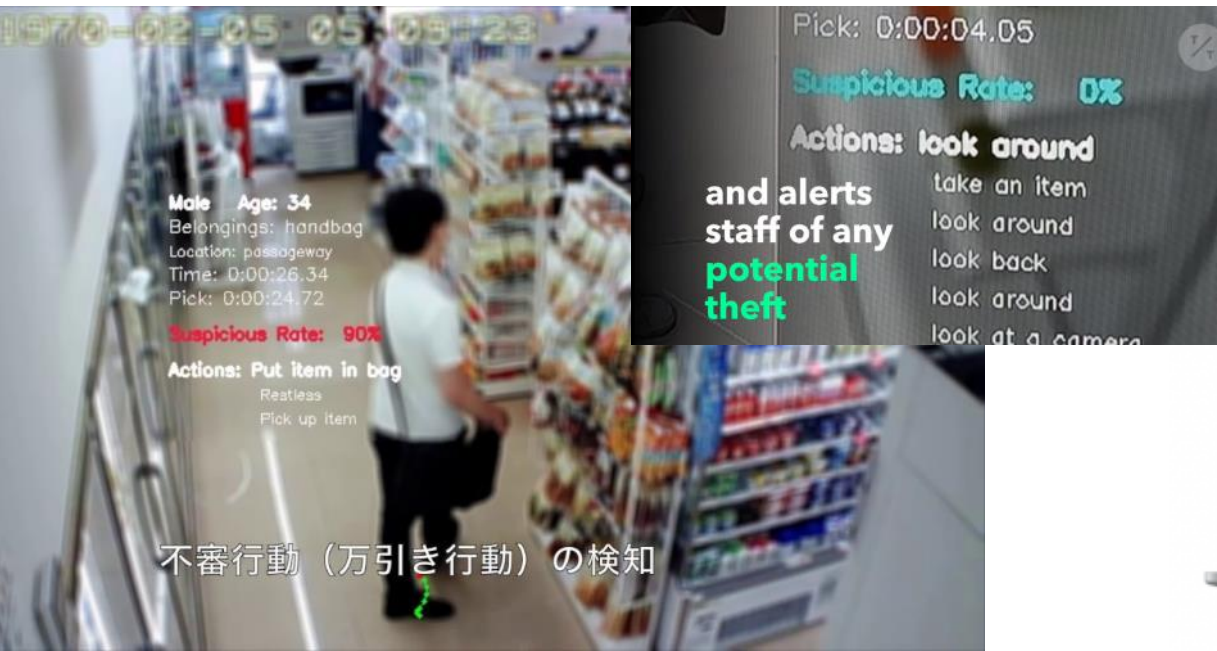 1970-02-05 05:09:23
Male Age: 34
Belongings: handbag
Location: passageway
Time: 0:00:26.34
Pick: 0:00:24.72
Suspicious Rate: 90%
Actions: Put item in bag
Restless
Pick up item
不審行動（万引き行動）の検知
Pick: 0:00:04.05
Suspicious Rate: 0%
Actions: look around
take an item
look around
look back
look around
look at a camera
and alerts
staff of any
potential
theft
T/T